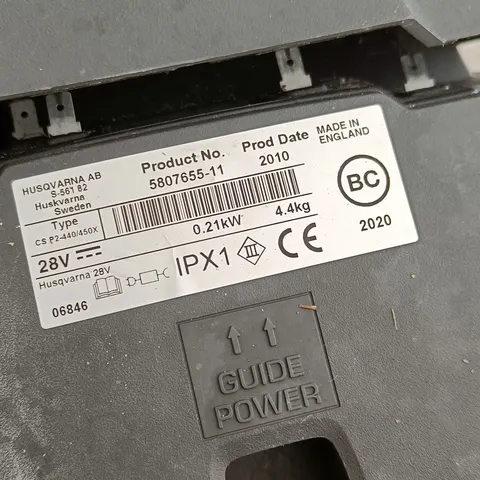 HUSQVARNA AB
S-561 82
Huskvarna
Sweden
Product No.
5807655-11
Prod Date
2010
MADE IN
ENGLAND
Type
CS P2-440/450X
28V
0.21kW
4.4kg
BC
2020
Husqvarna 28V
IPX1
III
CE
06846
GUIDE
POWER